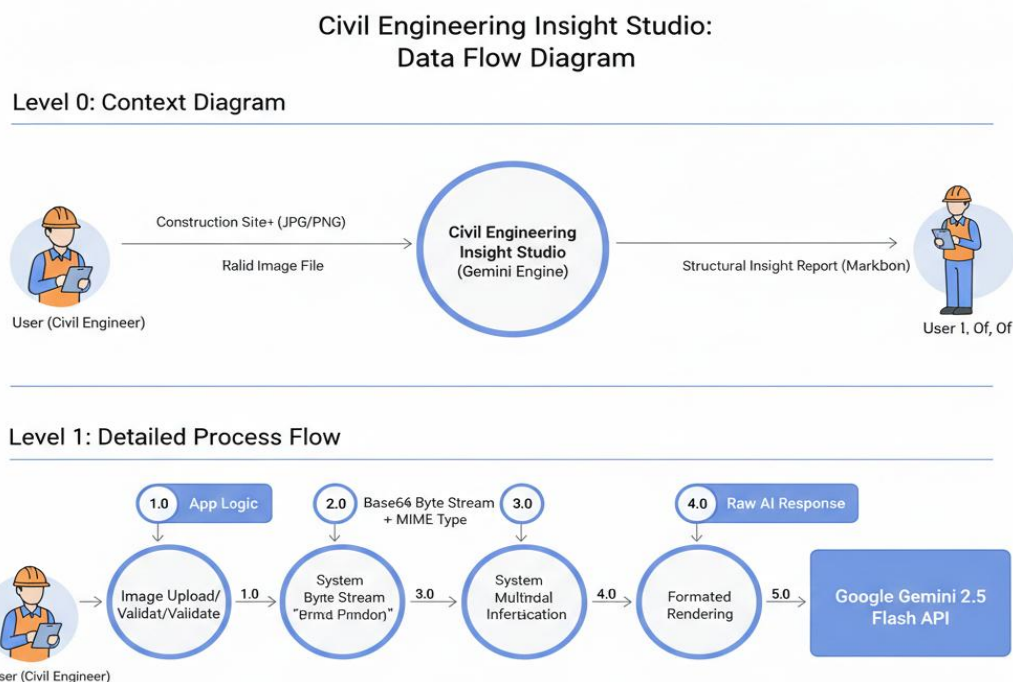 Civil Engineering Insight Studio:
Data Flow Diagram
Level 0: Context Diagram
Construction Site+ (JPG/PNG)
Ralid Image File
User (Civil Engineer)
Civil Engineering
Insight Studio
(Gemini Engine)
Structural Insight Report (Markbon)
User 1, Of, Of
Level 1: Detailed Process Flow
1.0 App Logic
2.0
Base64 Byte Stream
+ MIME Type
3.0
4.0 Raw AI Response
ser (Civil Engineer)
Image Upload/
Validat/Validate
1.0
System
Byte Stream
3.0
System
Multindal
4.0
Formated
Rendering
5.0
Google Gemini 2.5
Flash API